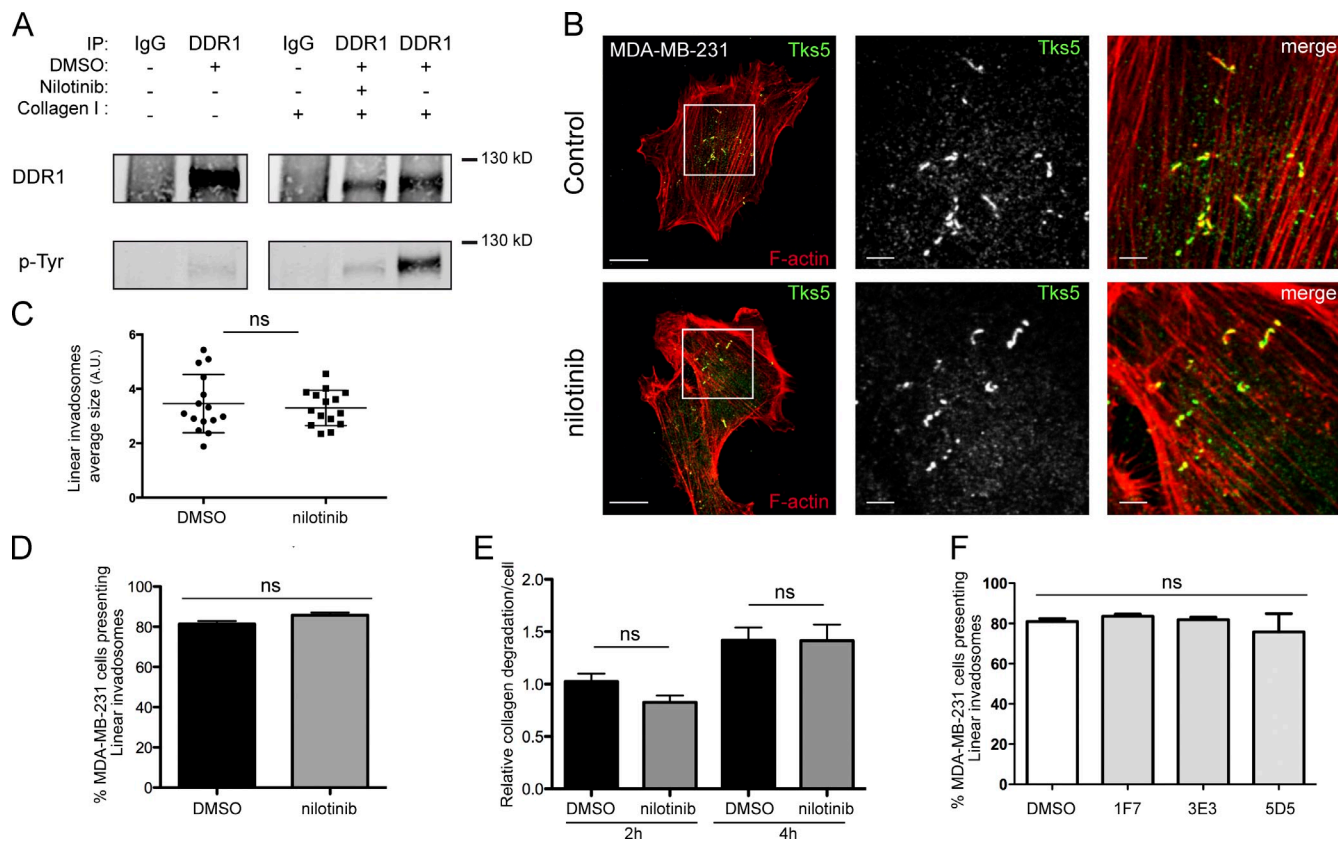 A
IP: IgG DDR1 IgG DDR1 DDR1
DMSO: - + - + +
Nilotinib: - - - + -
Collagen I : - - + + +
DDR1
130 kD
p-Tyr
130 kD
B
MDA-MB-231 Tks5
F-actin
Tks5
merge
Control
Tks5
F-actin
Tks5
merge
nilotinib
C
ns
Linear invadosomes
average size (A.U.)
6
4
2
0
DMSO nilotinib
D
ns
% MDA-MB-231 cells presenting
Linear invadosomes
100
80
60
40
20
0
DMSO nilotinib
E
Relative collagen degradation/cell
2.0
1.5
1.0
0.5
0.0
ns
ns
DMSO nilotinib DMSO nilotinib
2h 4h
F
ns
% MDA-MB-231 cells presenting
Linear invadosomes
100
80
60
40
20
0
DMSO 1F7 3E3 5D5